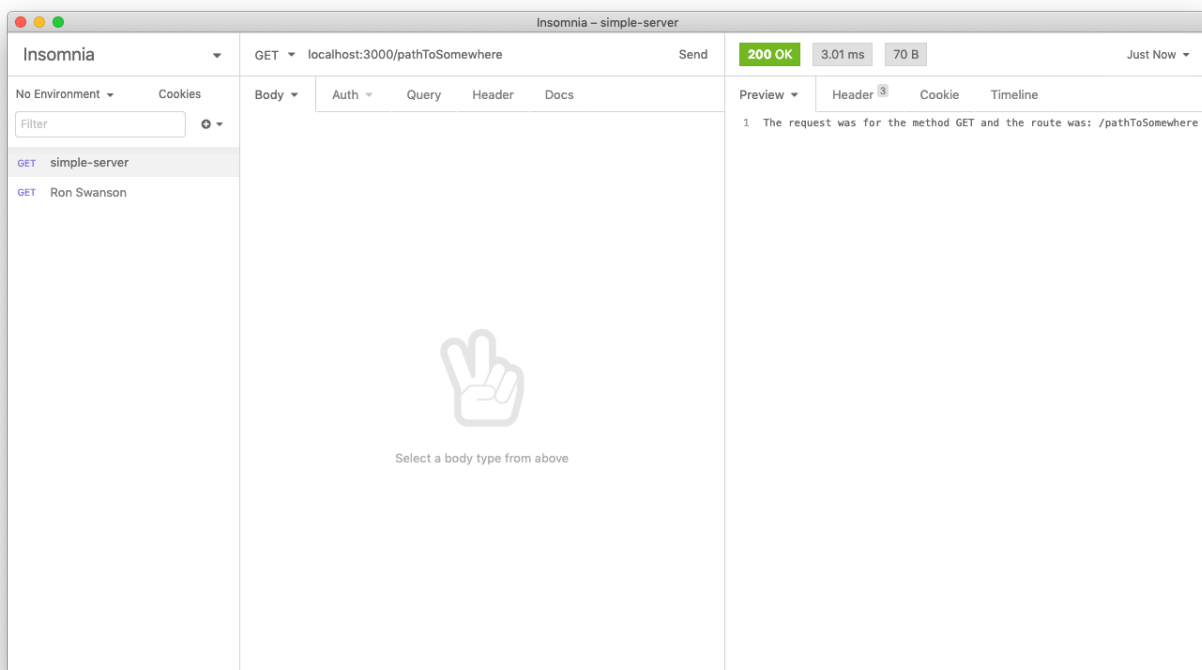 Insomnia – simple-server
Insomnia
GET localhost:3000/pathToSomewhere Send
200 OK 3.01 ms 70 B Just Now
No Environment Cookies
Body Auth Query Header Docs
Preview Header 3 Cookie Timeline
Filter
1 The request was for the method GET and the route was: /pathToSomewhere
GET simple-server
GET Ron Swanson
Select a body type from above